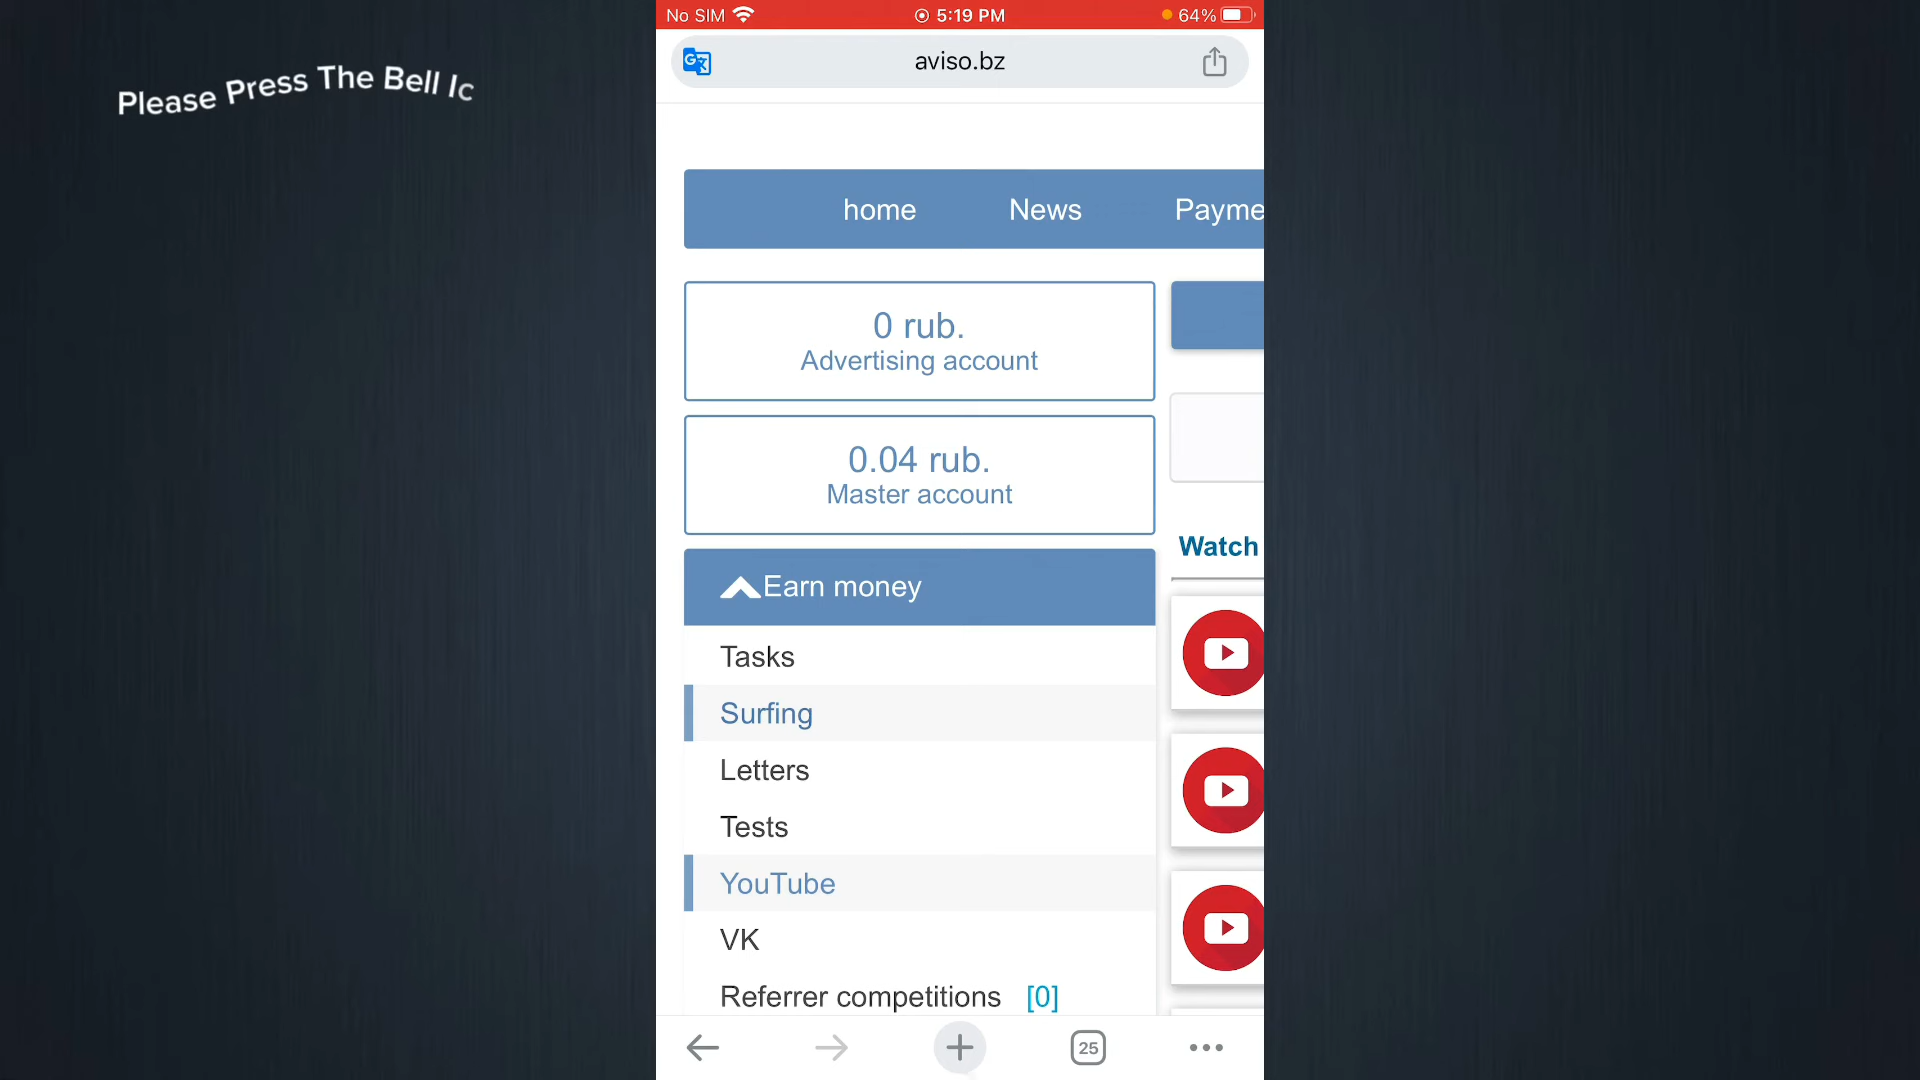 No SIM 5:19 PM 64%
Please Press The Bell Ic
aviso.bz
home News Payme
0 rub.
Advertising account
0.04 rub.
Master account
Watch
Earn money
Tasks
Surfing
Letters
Tests
YouTube
VK
Referrer competitions [0]
25